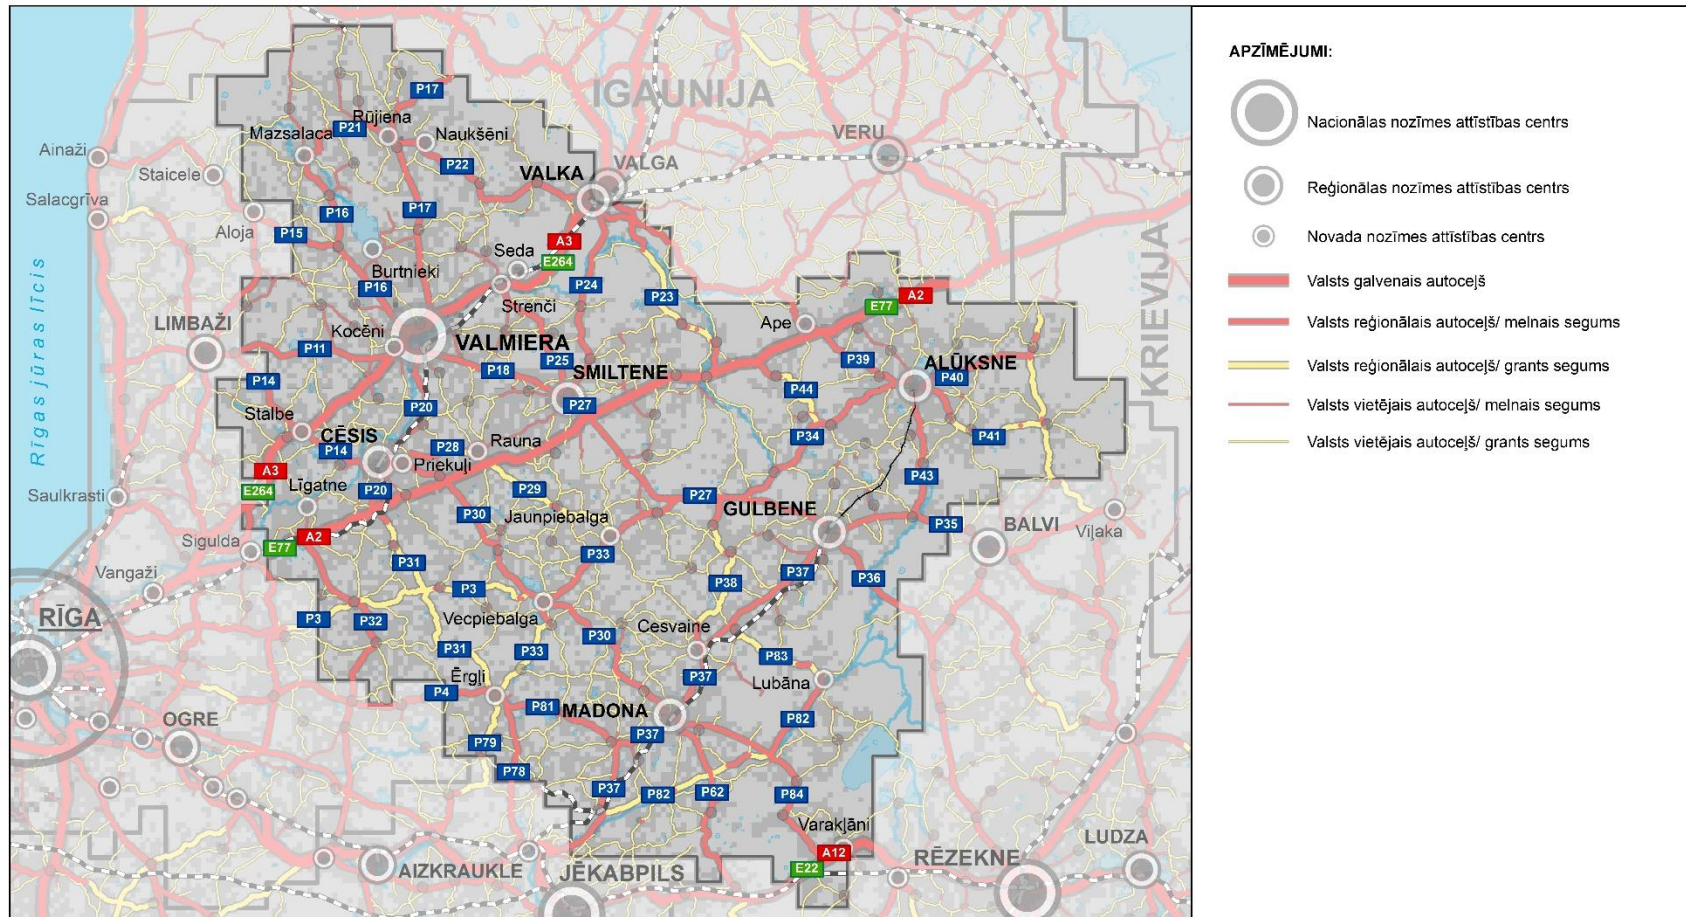 IGAUNIJA
P17
Rūjiena
P21
Naukšēni
Mazsalaca
VERU
Ainaži
P22
VALKA
VALGA
Staicele
Salacgrīva
P16
P17
Aloja
P15
A3
Seda
E264
Burtnieki
P16
P24
Strenči
P23
A2
E77
Ape
KRIEVIJA
Rīgas jūras līcis
LIMBAŽI
Kocēni
VALMIERA
P11
P25
P39
ALŪKSNE
P18
SMILTENE
P40
P14
P44
P27
P20
Stalbe
CĒSIS
P28
Rauna
P34
P41
P14
Priekuļi
A3
Līgatne
E264
P20
P29
P27
P43
Saulkrasti
P30
Jaunpiebalga
GULBENE
P35
BALVI
Viļaka
A2
E77
Sigulda
P33
P31
Vangaži
P3
P38
P37
P36
RĪGA
P3
P32
Vecpiebalga
P30
Cesvaine
P31
P33
P83
Ērgļi
P37
Lubāna
P4
P81
MADONA
OGRE
P82
P37
P79
P78
P37
P82
P62
P84
Varakļāni
A12
E22
LUDZA
RĒZEKNE
AIZKRAUKLE
JĒKABPILS
APZĪMĒJUMI:
Nacionālas nozīmes attīstības centrs
Reģionālas nozīmes attīstības centrs
Novada nozīmes attīstības centrs
Valsts galvenais autoceļš
Valsts reģionālais autoceļš/ melnais segums
Valsts reģionālais autoceļš/ grants segums
Valsts vietējais autoceļš/ melnais segums
Valsts vietējais autoceļš/ grants segums